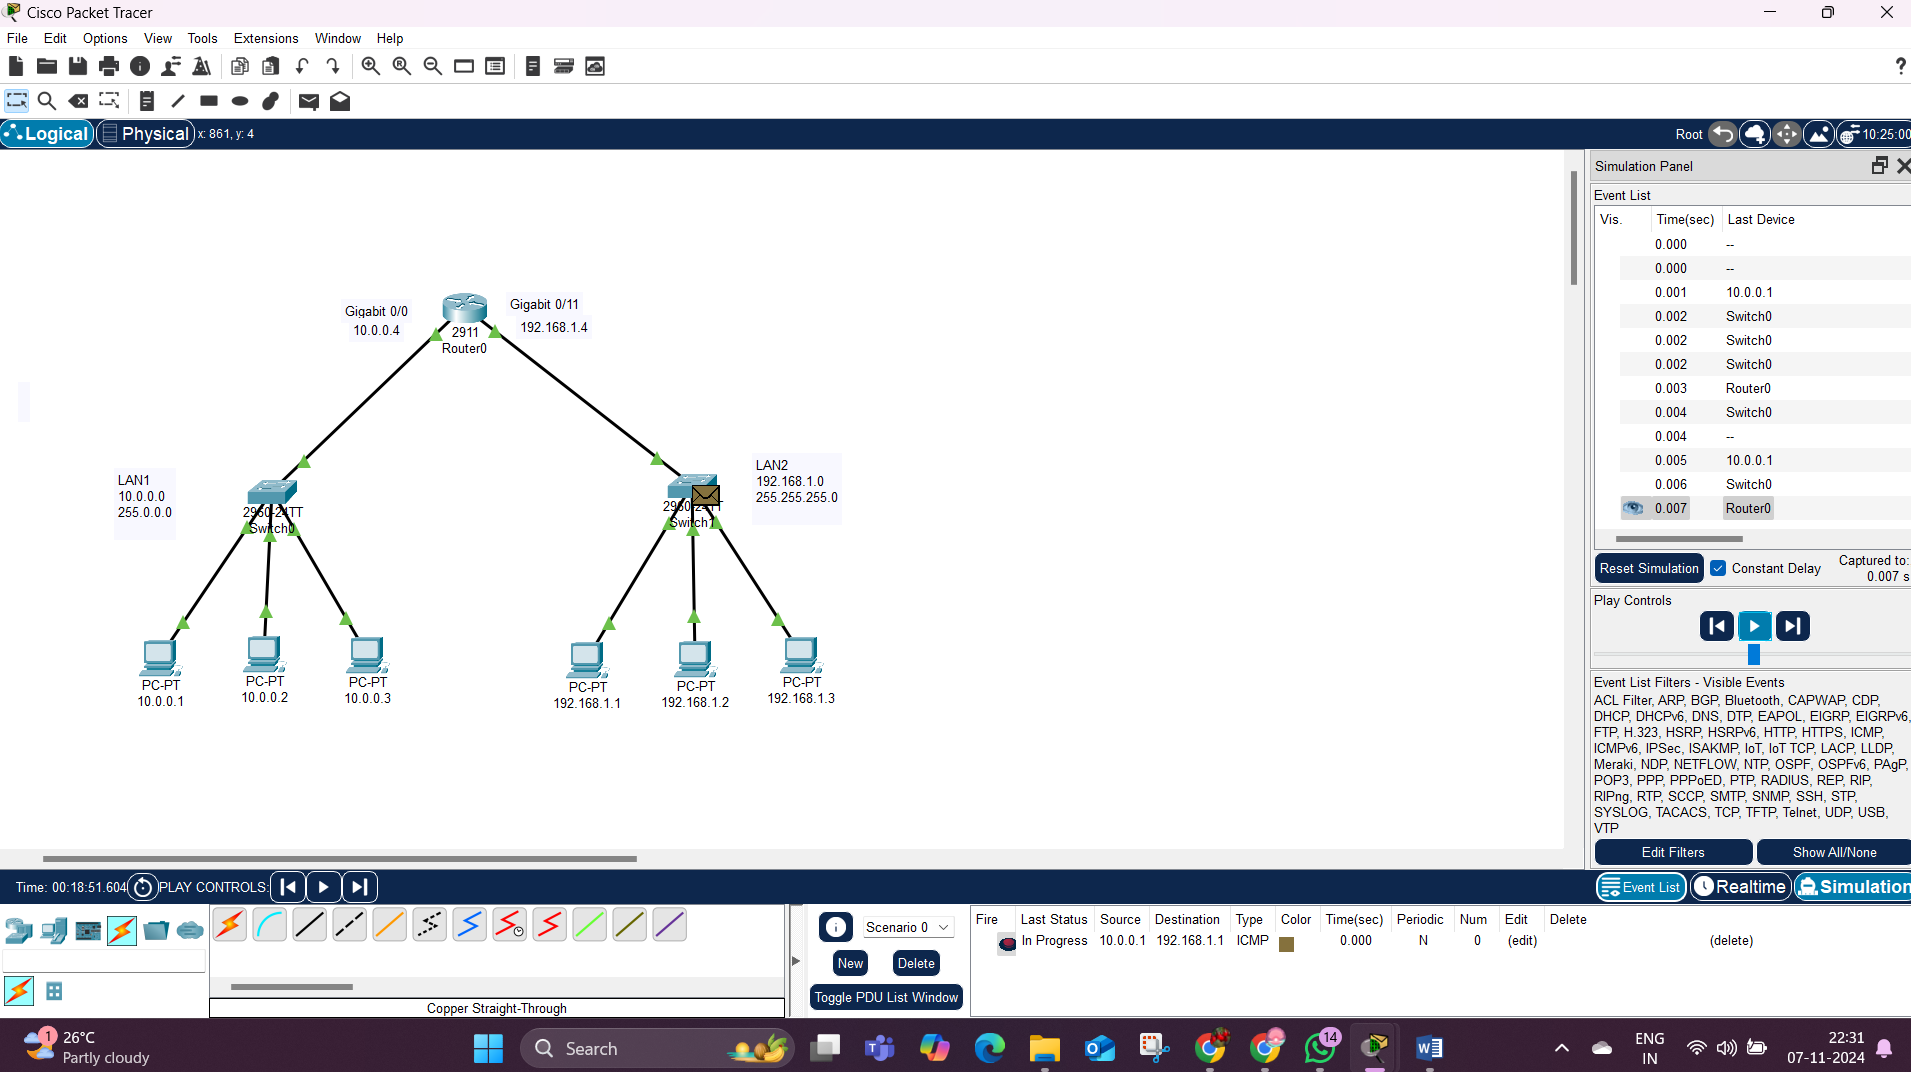 Cisco Packet Tracer
File Edit Options View Tools Extensions Window Help
Logical Physical x: 861, y: 4 Root 10:25:00
Gigabit 0/0
10.0.0.4
Gigabit 0/11
192.168.1.4
2911
Router0
LAN1
10.0.0.0
255.0.0.0
2960-24TT
Switch0
LAN2
192.168.1.0
255.255.255.0
2960-24TT
Switch1
PC-PT
10.0.0.1
PC-PT
10.0.0.2
PC-PT
10.0.0.3
PC-PT
192.168.1.1
PC-PT
192.168.1.2
PC-PT
192.168.1.3
Simulation Panel
Event List
Vis. Time(sec) Last Device
0.000 --
0.000 --
0.001 10.0.0.1
0.002 Switch0
0.002 Switch0
0.002 Switch0
0.003 Router0
0.004 Switch0
0.004 --
0.005 10.0.0.1
0.006 Switch0
0.007 Router0
Reset Simulation Constant Delay Captured to:
0.007 s
Play Controls
Event List Filters - Visible Events
ACL Filter, ARP, BGP, Bluetooth, CAPWAP, CDP,
DHCP, DHCPv6, DNS, DTP, EAPOL, EIGRP, EIGRPv6,
FTP, H.323, HSRP, HSRPv6, HTTP, HTTPS, ICMP,
ICMPv6, IPSec, ISAKMP, IoT, IoT TCP, LACP, LLDP,
Meraki, NDP, NETFLOW, NTP, OSPF, OSPFv6, PAgP,
POP3, PPP, PPPoED, PTP, RADIUS, REP, RIP,
RIPng, RTP, SCCP, SMTP, SNMP, SSH, STP,
SYSLOG, TACACS, TCP, TFTP, Telnet, UDP, USB,
VTP
Edit Filters Show All/None
Time: 00:18:51.604 PLAY CONTROLS: Event List Realtime Simulation
Scenario 0
New Delete
Toggle PDU List Window
Fire Last Status Source Destination Type Color Time(sec) Periodic Num Edit Delete
In Progress 10.0.0.1 192.168.1.1 ICMP 0.000 N 0 (edit) (delete)
Copper Straight-Through
1
26°C
Partly cloudy
Search
14
ENG
IN
22:31
07-11-2024